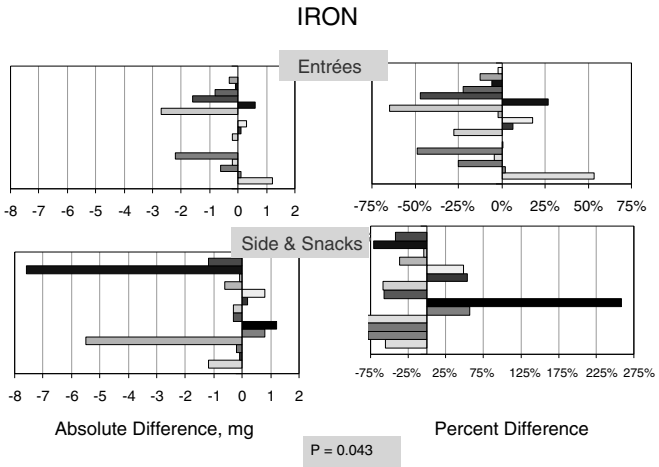 IRON
Entrées
-8 -7 -6 -5 -4 -3 -2 -1 0 1 2
-75% -50% -25% 0% 25% 50% 75%
Side & Snacks
-8 -7 -6 -5 -4 -3 -2 -1 0 1 2
-75% -25% 25% 75% 125% 175% 225% 275%
Absolute Difference, mg
Percent Difference
P = 0.043